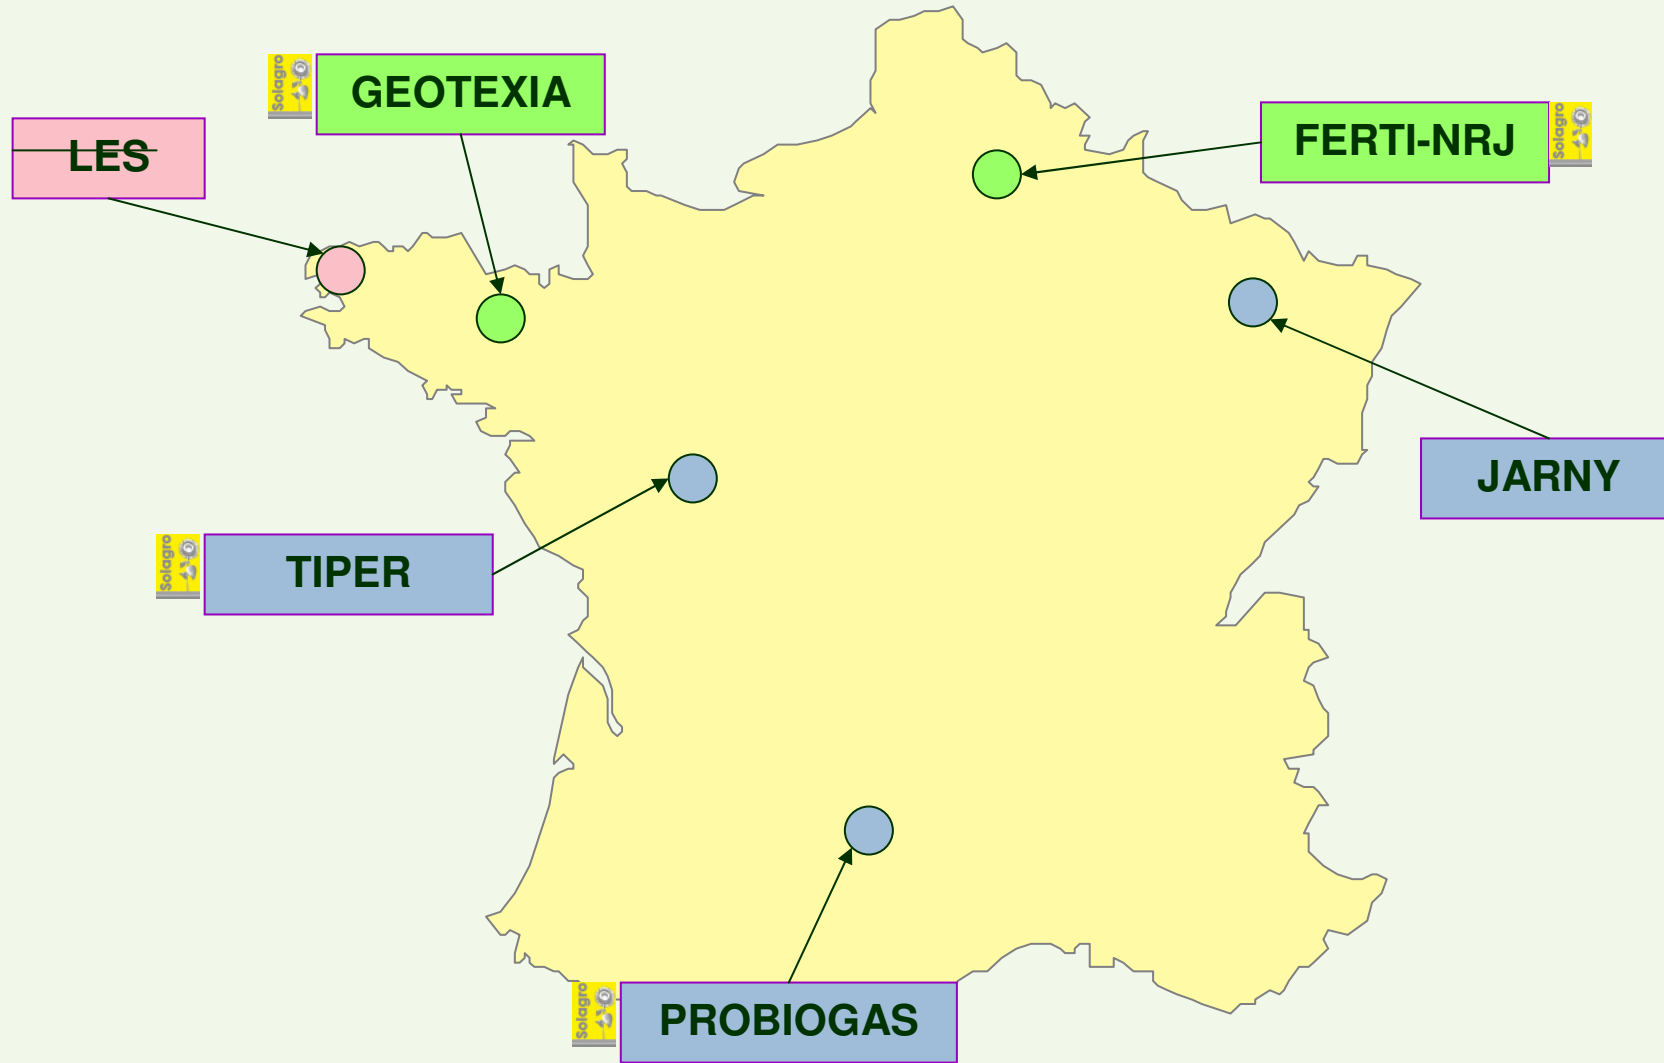 Solagro
GEOTEXIA
FERTI-NRJ
Solagro
LES
JARNY
Solagro
TIPER
Solagro
PROBIOGAS